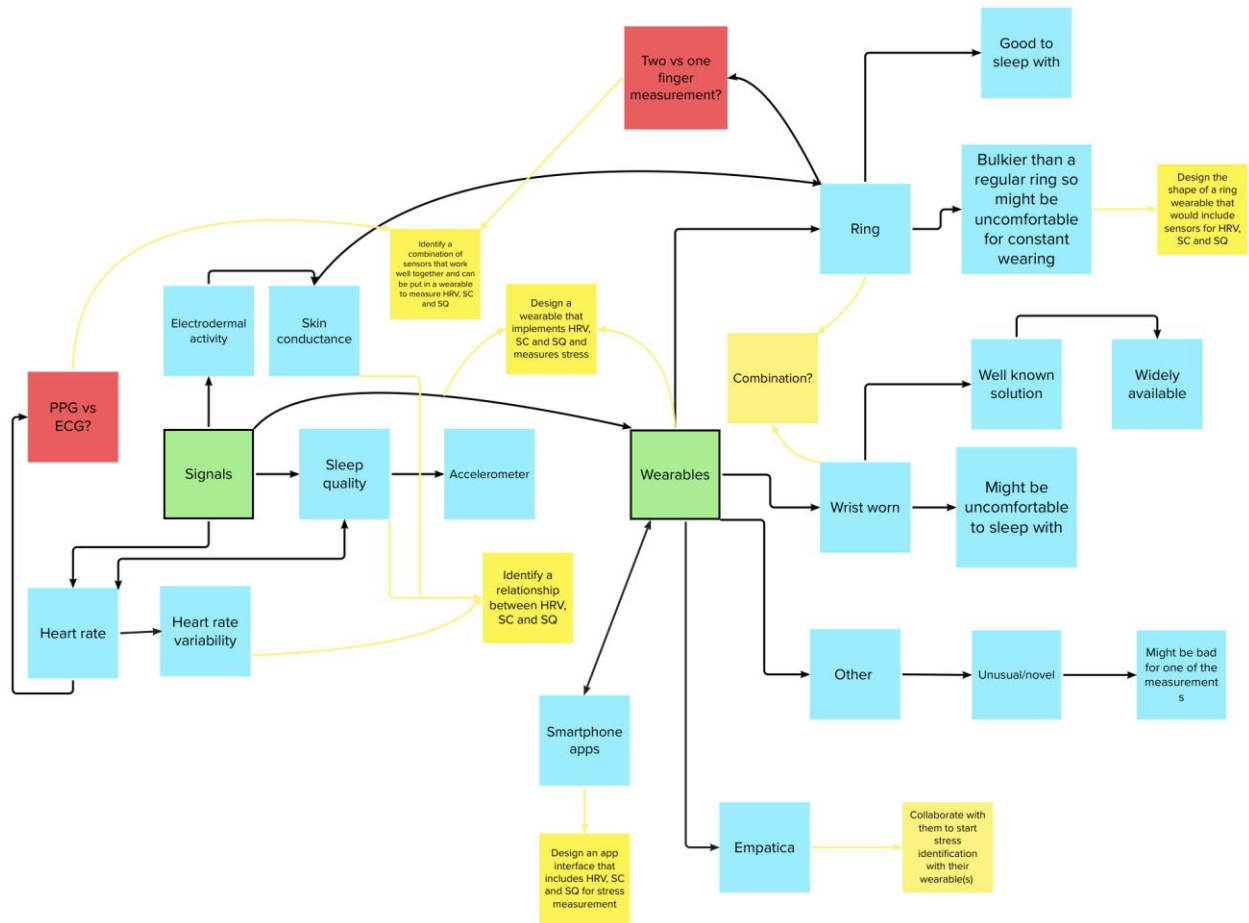 Good to
sleep with
Two vs one
finger
measurement?
Bulkier than a
regular ring so
might be
uncomfortable
for constant
wearing
Design the
shape of a ring
wearable that
would include
sensors for HRV,
SC and SQ
Ring
Identify a
combination of
sensors that work
well together and can
be put in a wearable
to measure HRV, SC
and SQ
Electrodermal
activity
Skin
conductance
Design a
wearable that
implements HRV,
SC and SQ and
measures stress
Combination?
Well known
solution
Widely
available
PPG vs
ECG?
Signals
Sleep
quality
Accelerometer
Wearables
Wrist worn
Might be
uncomfortable
to sleep with
Identify a
relationship
between HRV,
SC and SQ
Heart rate
Heart rate
variability
Other
Unusual/novel
Might be bad
for one of the
measurement
s
Smartphone
apps
Empatica
Collaborate with
them to start
stress
identification
with their
wearable(s)
Design an app
interface that
includes HRV, SC
and SQ for stress
measurement